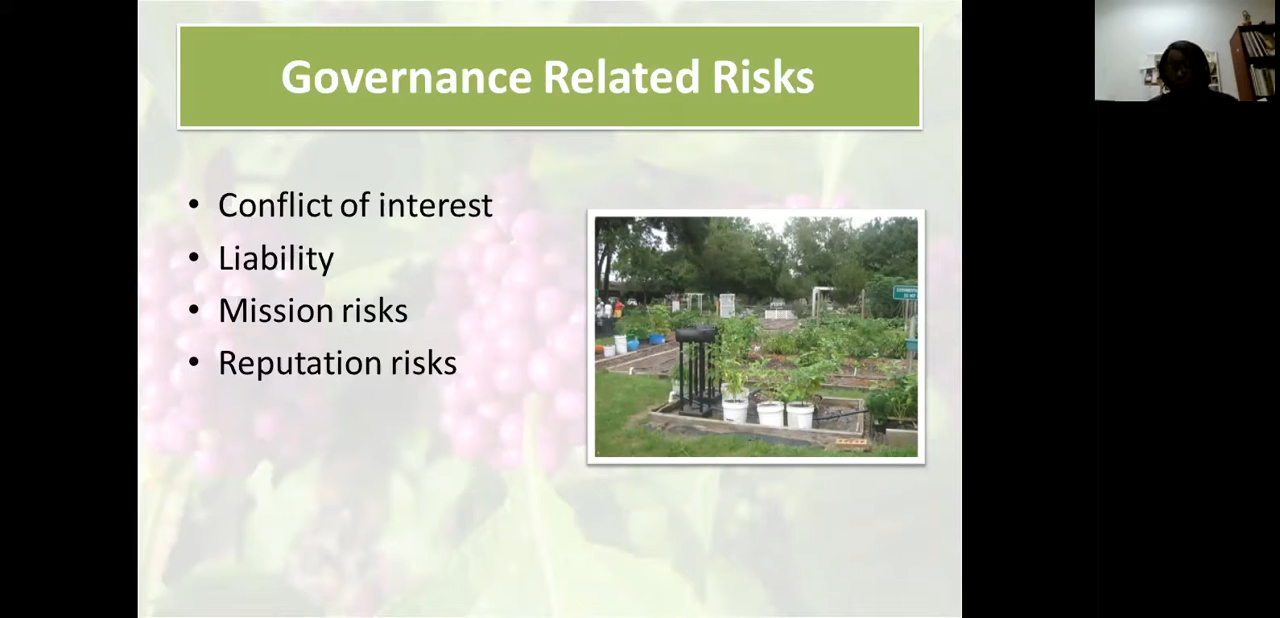 Governance Related Risks
• Conflict of interest
• Liability
• Mission risks
• Reputation risks